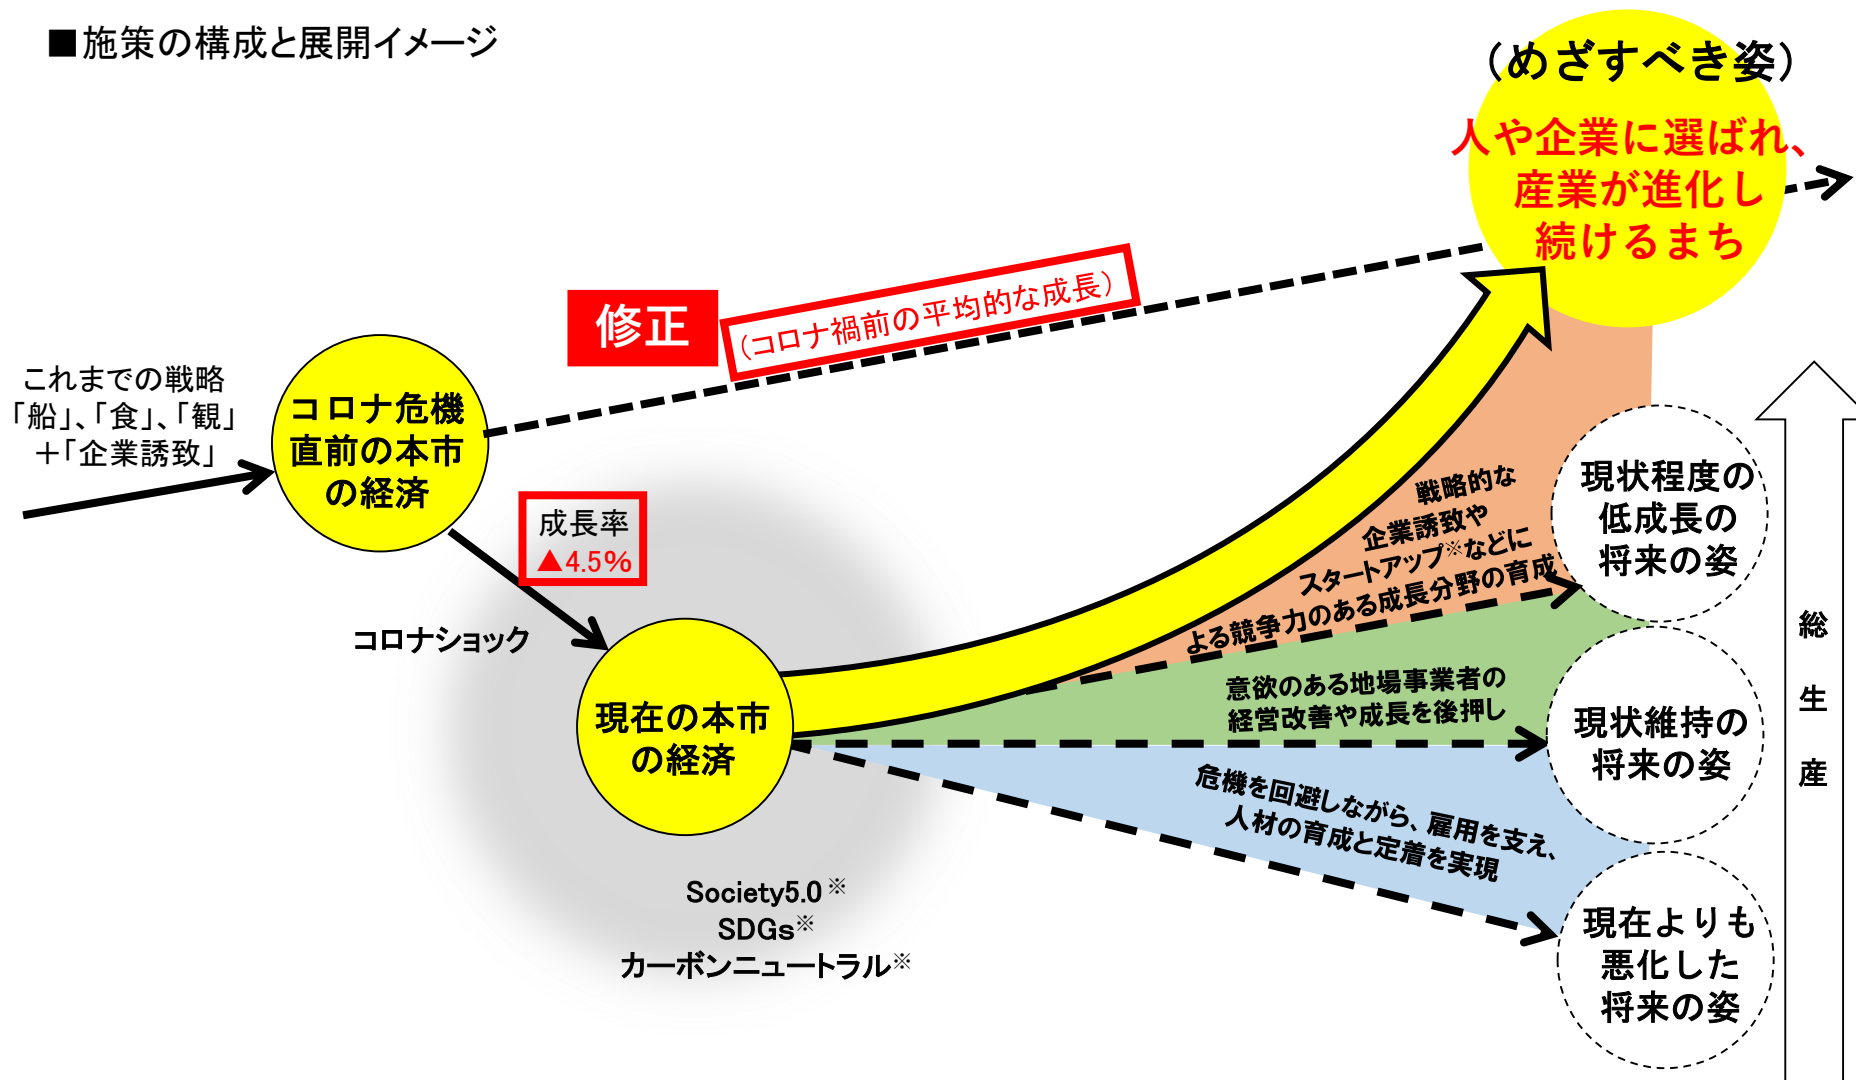 ■施策の構成と展開イメージ
（めざすべき姿）
人や企業に選ばれ、
産業が進化し
続けるまち
修正
（コロナ禍前の平均的な成長）
これまでの戦略
「船」、「食」、「観」
＋「企業誘致」
コロナ危機
直前の本市
の経済
成長率
▲4.5%
コロナショック
現在の本市
の経済
Society5.0※
SDGs※
カーボンニュートラル※
戦略的な
企業誘致や
スタートアップ※などに
よる競争力のある成長分野の育成
意欲のある地場事業者の
経営改善や成長を後押し
危機を回避しながら、雇用を支え、
人材の育成と定着を実現
現状程度の
低成長の
将来の姿
現状維持の
将来の姿
現在よりも
悪化した
将来の姿
総
生
産